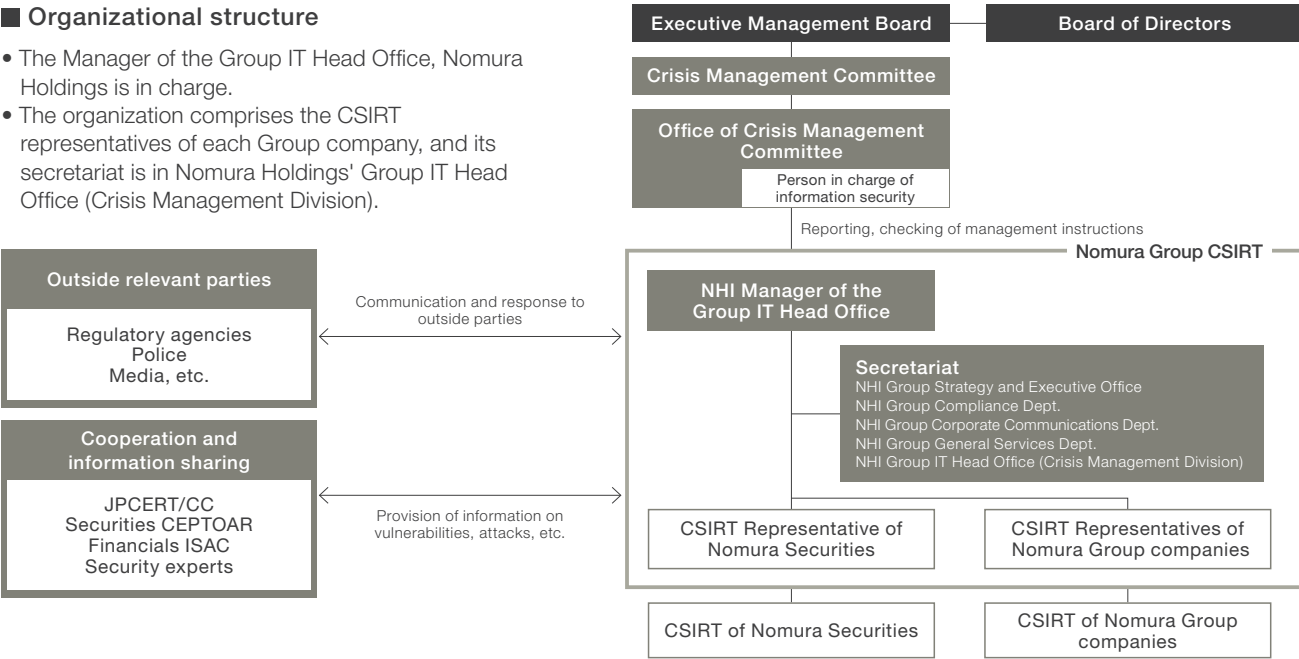 ■ Organizational structure
• The Manager of the Group IT Head Office, Nomura
Holdings is in charge.
• The organization comprises the CSIRT
representatives of each Group company, and its
secretariat is in Nomura Holdings' Group IT Head
Office (Crisis Management Division).
Executive Management Board
Board of Directors
Crisis Management Committee
Office of Crisis Management
Committee
Person in charge of
information security
Reporting, checking of management instructions
Nomura Group CSIRT
Outside relevant parties
Regulatory agencies
Police
Media, etc.
Communication and response to
outside parties
NHI Manager of the
Group IT Head Office
Secretariat
NHI Group Strategy and Executive Office
NHI Group Compliance Dept.
NHI Group Corporate Communications Dept.
NHI Group General Services Dept.
NHI Group IT Head Office (Crisis Management Division)
Cooperation and
information sharing
JPCERT/CC
Securities CEPTOAR
Financials ISAC
Security experts
Provision of information on
vulnerabilities, attacks, etc.
CSIRT Representative of
Nomura Securities
CSIRT Representatives of
Nomura Group companies
CSIRT of Nomura Securities
CSIRT of Nomura Group
companies